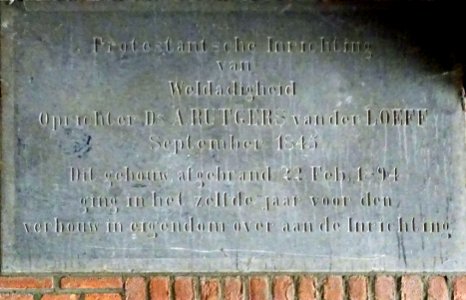 Protestantsche Inrichting
van
Weldadigheid
Oprichter Ds A RUTGERS van der LOEFF
September 1845
Dit gebouw afgebrand 22 Feb. 1894
ging in het zelfde jaar voor den
verbouw in eigendom over aan de Inrichting